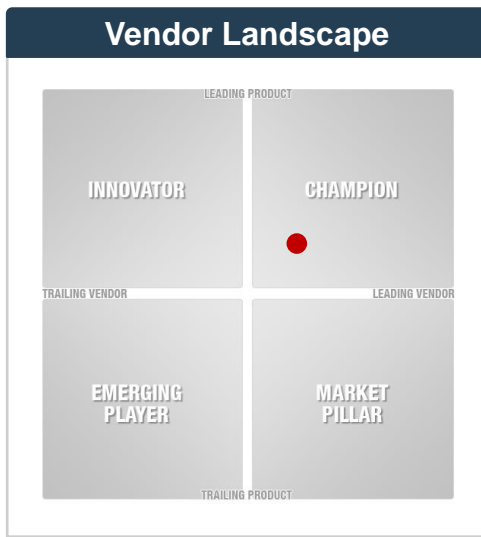 Vendor Landscape
LEADING PRODUCT
INNOVATOR
CHAMPION
TRAILING VENDOR
LEADING VENDOR
EMERGING
PLAYER
MARKET
PILLAR
TRAILING PRODUCT